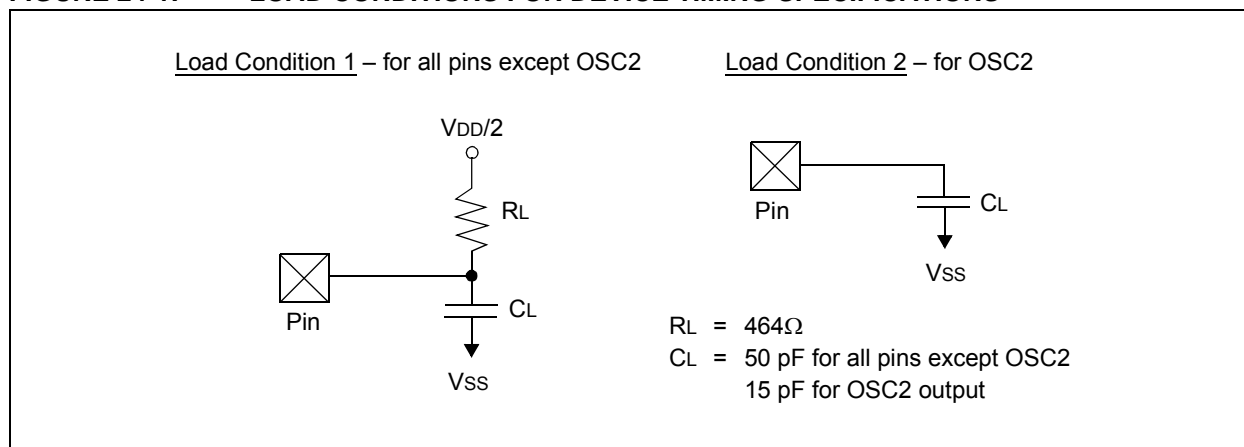 Load Condition 1 – for all pins except OSC2
Load Condition 2 – for OSC2
VDD/2
RL
Pin
CL
VSS
Pin
CL
VSS
RL = 464Ω
CL = 50 pF for all pins except OSC2
15 pF for OSC2 output